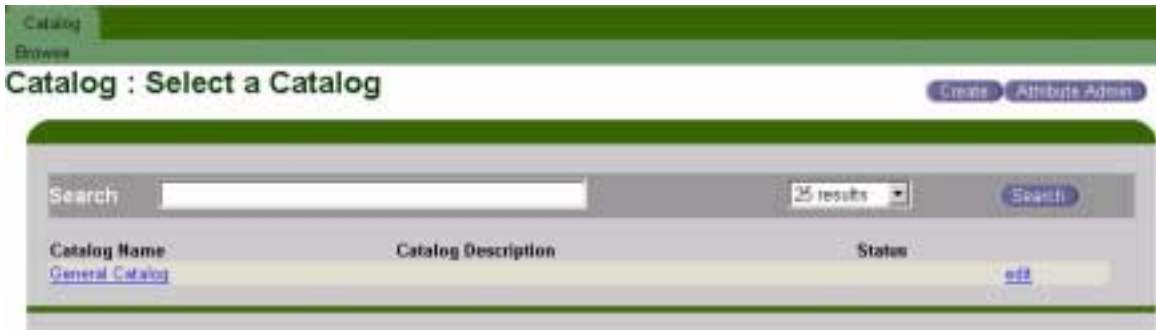 Catalog
Browse
Catalog : Select a Catalog
Create Attribute Admin
Search 25 results Search
Catalog Name Catalog Description Status
General Catalog edit